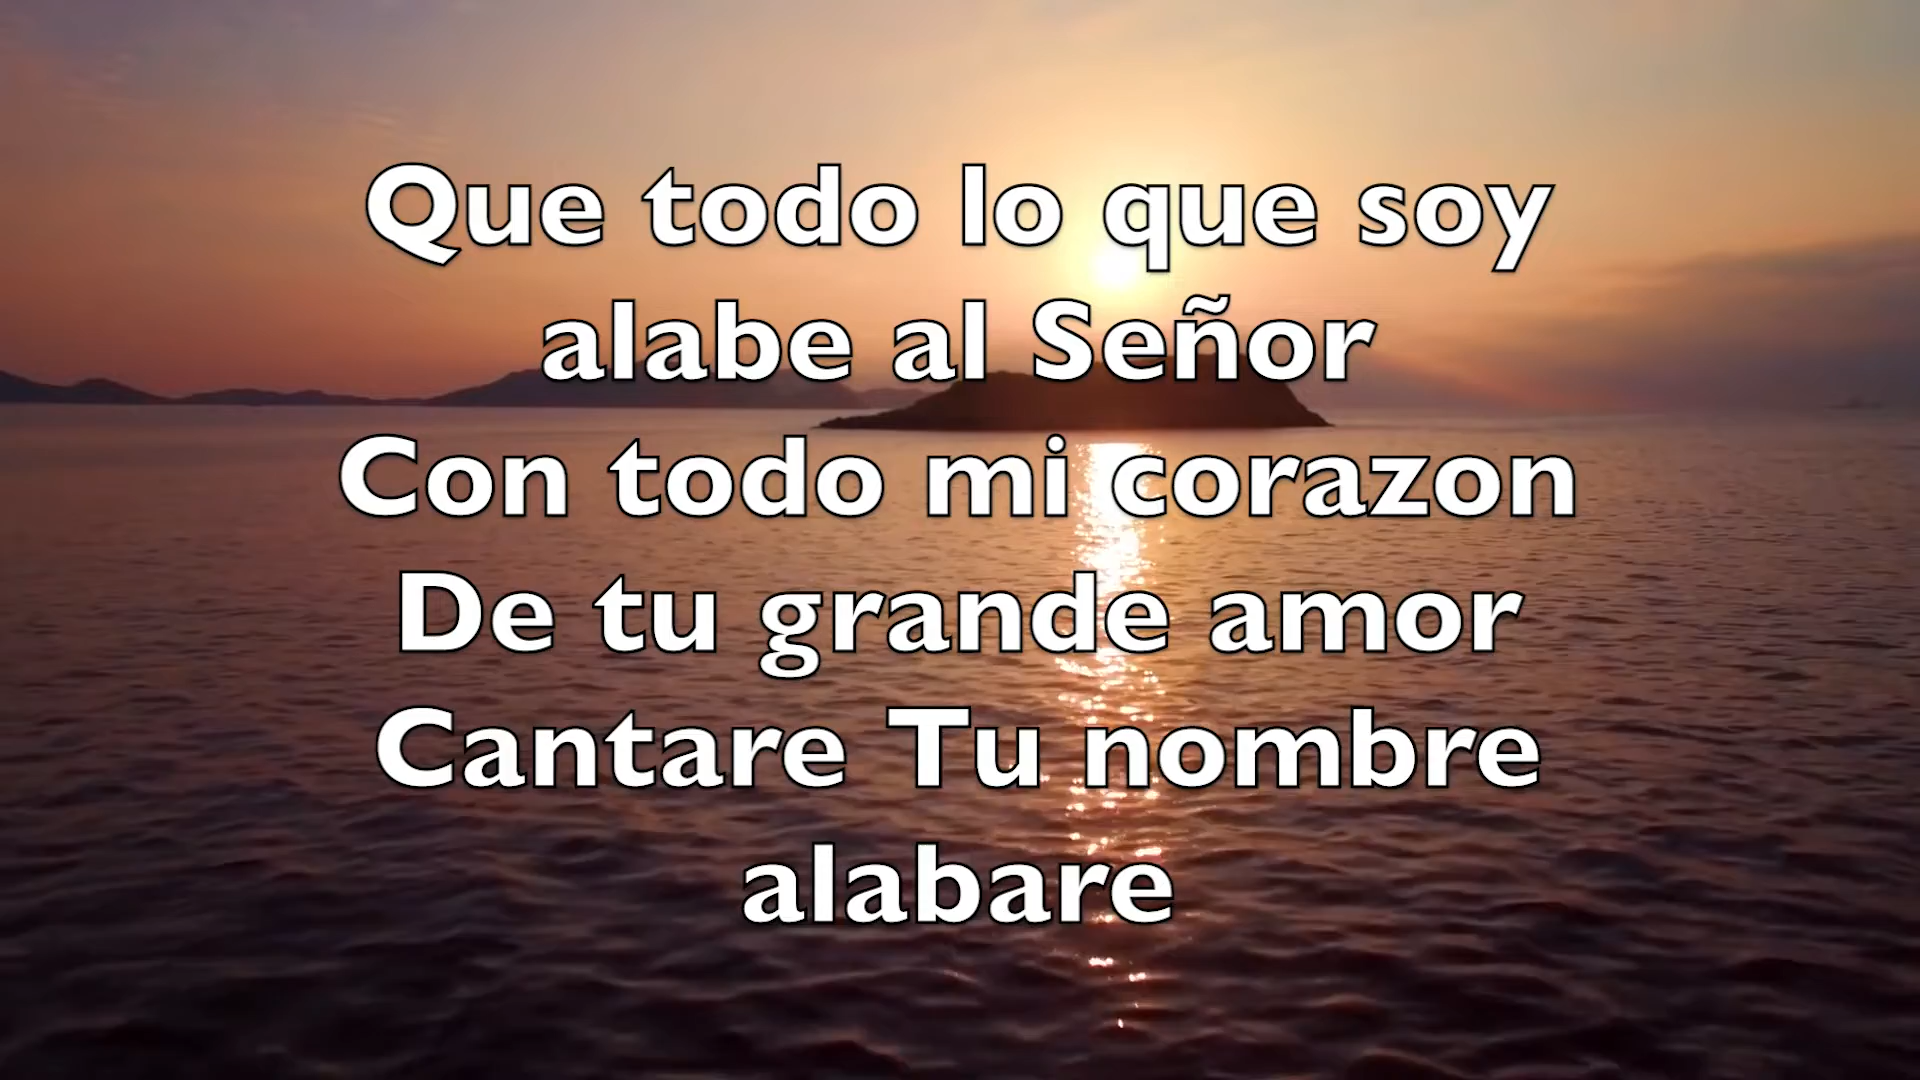 Que todo lo que soy
alabe al Señor
Con todo mi corazon
De tu grande amor
Cantare Tu nombre
alabare